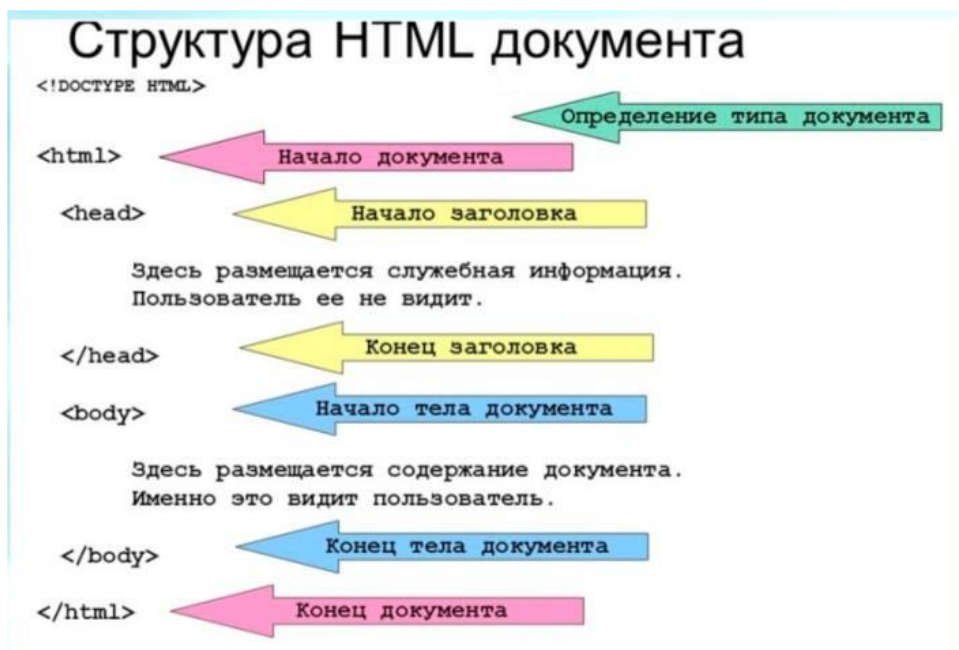 Структура HTML документа
<!DOCTYPE HTML>
Определение типа документа
<html> Начало документа
<head> Начало заголовка
Здесь размещается служебная информация.
Пользователь ее не видит.
</head> Конец заголовка
<body> Начало тела документа
Здесь размещается содержание документа.
Именно это видит пользователь.
</body> Конец тела документа
</html> Конец документа